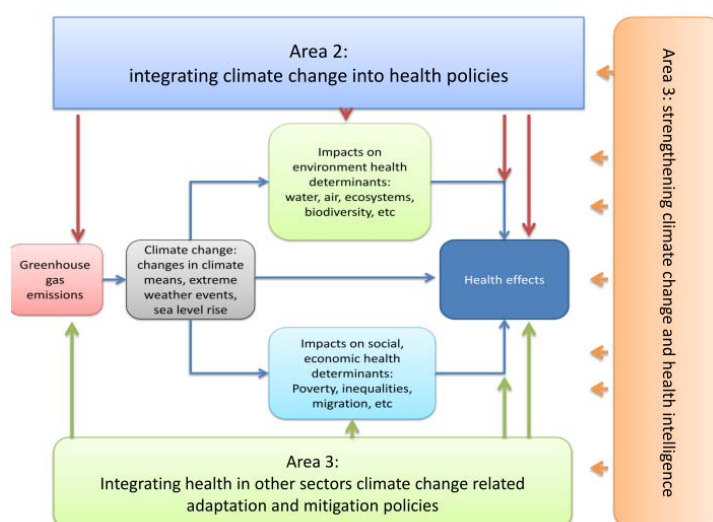 Area 2:
integrating climate change into health policies
Impacts on
environment health
determinants:
water, air, ecosystems,
biodiversity, etc
Greenhouse
gas
emissions
Climate change:
changes in climate
means, extreme
weather events,
sea level rise
Health effects
Impacts on social,
economic health
determinants:
Poverty, inequalities,
migration, etc
Area 3:
Integrating health in other sectors climate change related
adaptation and mitigation policies
Area 3: strengthening climate change and health intelligence